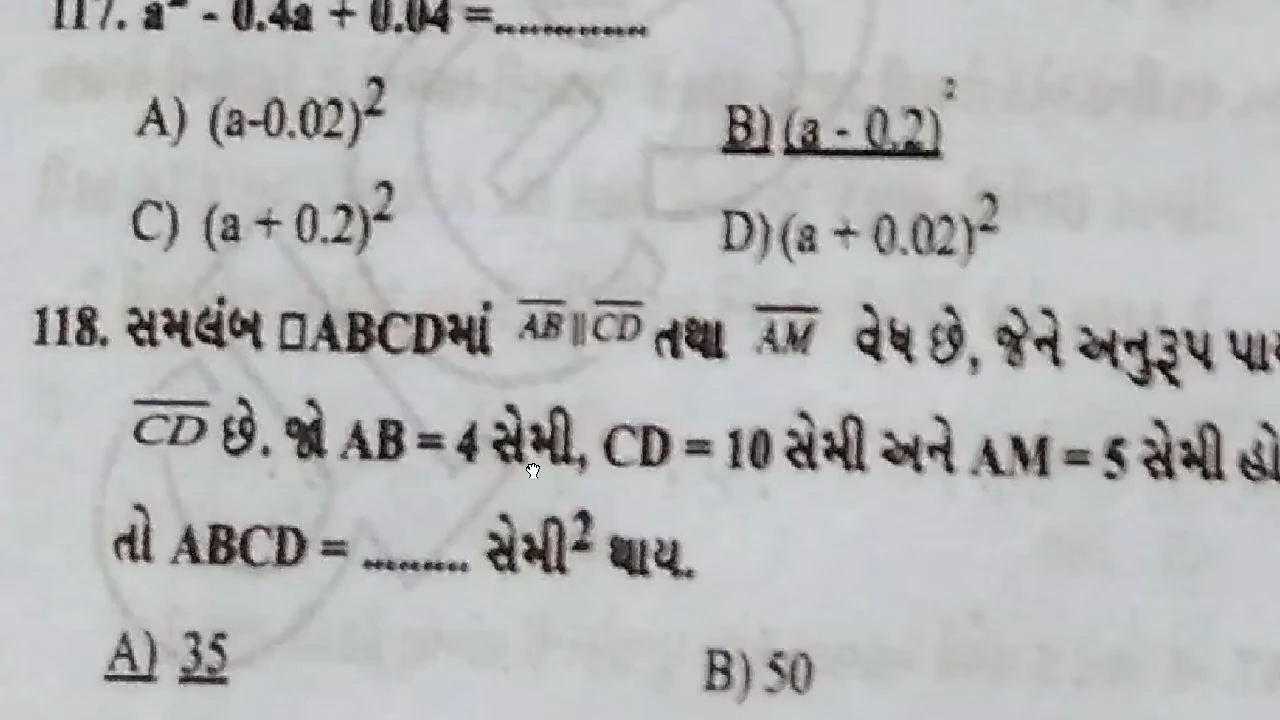 117. a² - 0.4a + 0.04 =.............
A) (a-0.02)²
B) (a - 0.2)²
C) (a + 0.2)²
D) (a + 0.02)²
118. સમલંબ □ABCDમાં AB || CD તથા AM વેધ છે, જેને અનુરૂપ
CD છે. જો AB = 4 સેમી, CD = 10 સેમી અને AM = 5 સેમી
તો ABCD = ......... સેમી² થાય.
A) 35
B) 50